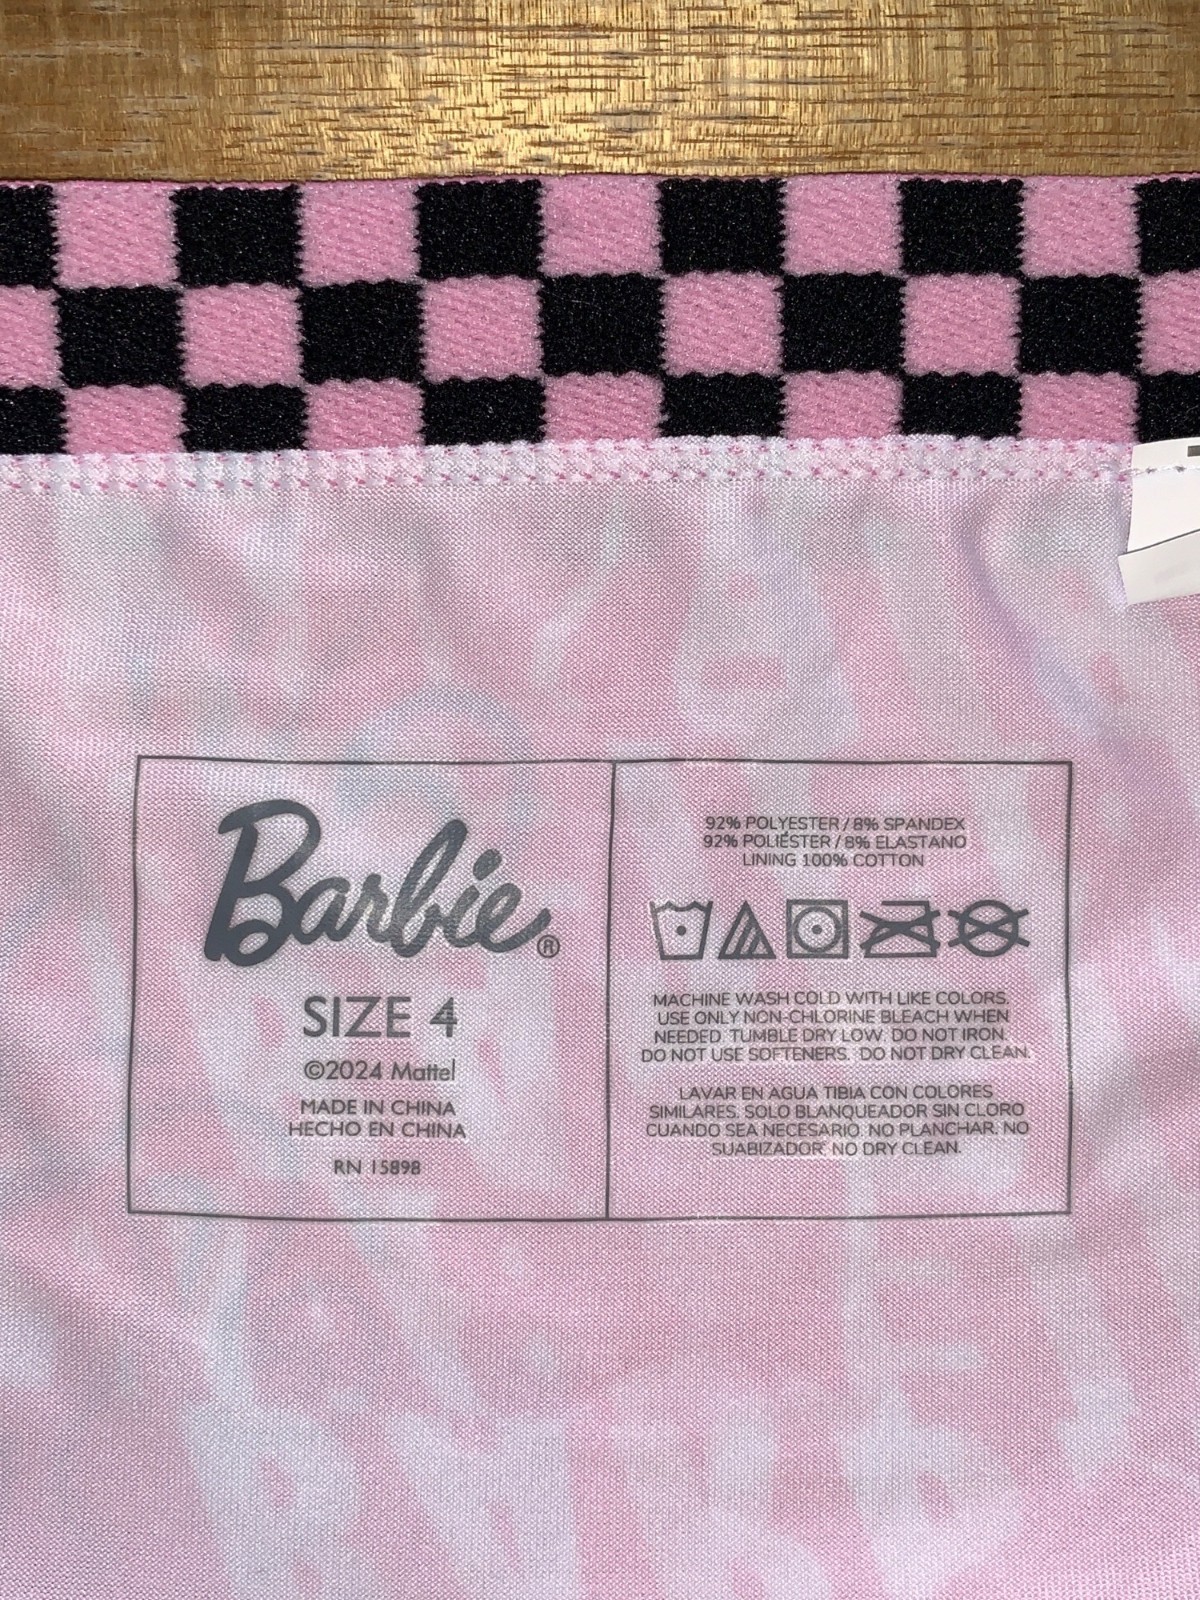 Barbie®
SIZE 4
©2024 Mattel
MADE IN CHINA
HECHO EN CHINA
RN 15898
92% POLYESTER / 8% SPANDEX
92% POLIÉSTER / 8% ELASTANO
LINING 100% COTTON
MACHINE WASH COLD WITH LIKE COLORS.
USE ONLY NON-CHLORINE BLEACH WHEN
NEEDED. TUMBLE DRY LOW. DO NOT IRON.
DO NOT USE SOFTENERS. DO NOT DRY CLEAN.
LAVAR EN AGUA TIBIA CON COLORES
SIMILARES. SOLO BLANQUEADOR SIN CLORO
CUANDO SEA NECESARIO. NO PLANCHAR. NO
SUABIZADOR. NO DRY CLEAN.